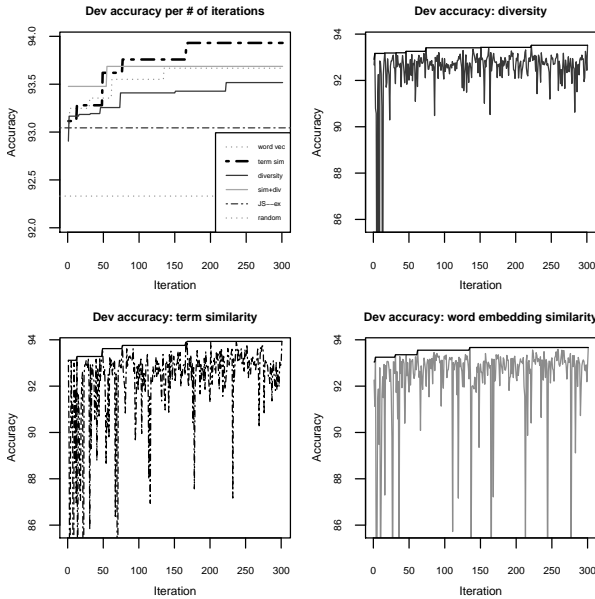 Dev accuracy per # of iterations
Accuracy
94.0
93.5
93.0
92.5
92.0
word vec
term sim
diversity
sim+div
JS−−ex
random
0 50 100 150 200 250 300
Iteration
Dev accuracy: diversity
Accuracy
94
92
90
88
86
0 50 100 150 200 250 300
Iteration
Dev accuracy: term similarity
Accuracy
94
92
90
88
86
0 50 100 150 200 250 300
Iteration
Dev accuracy: word embedding similarity
Accuracy
94
92
90
88
86
0 50 100 150 200 250 300
Iteration